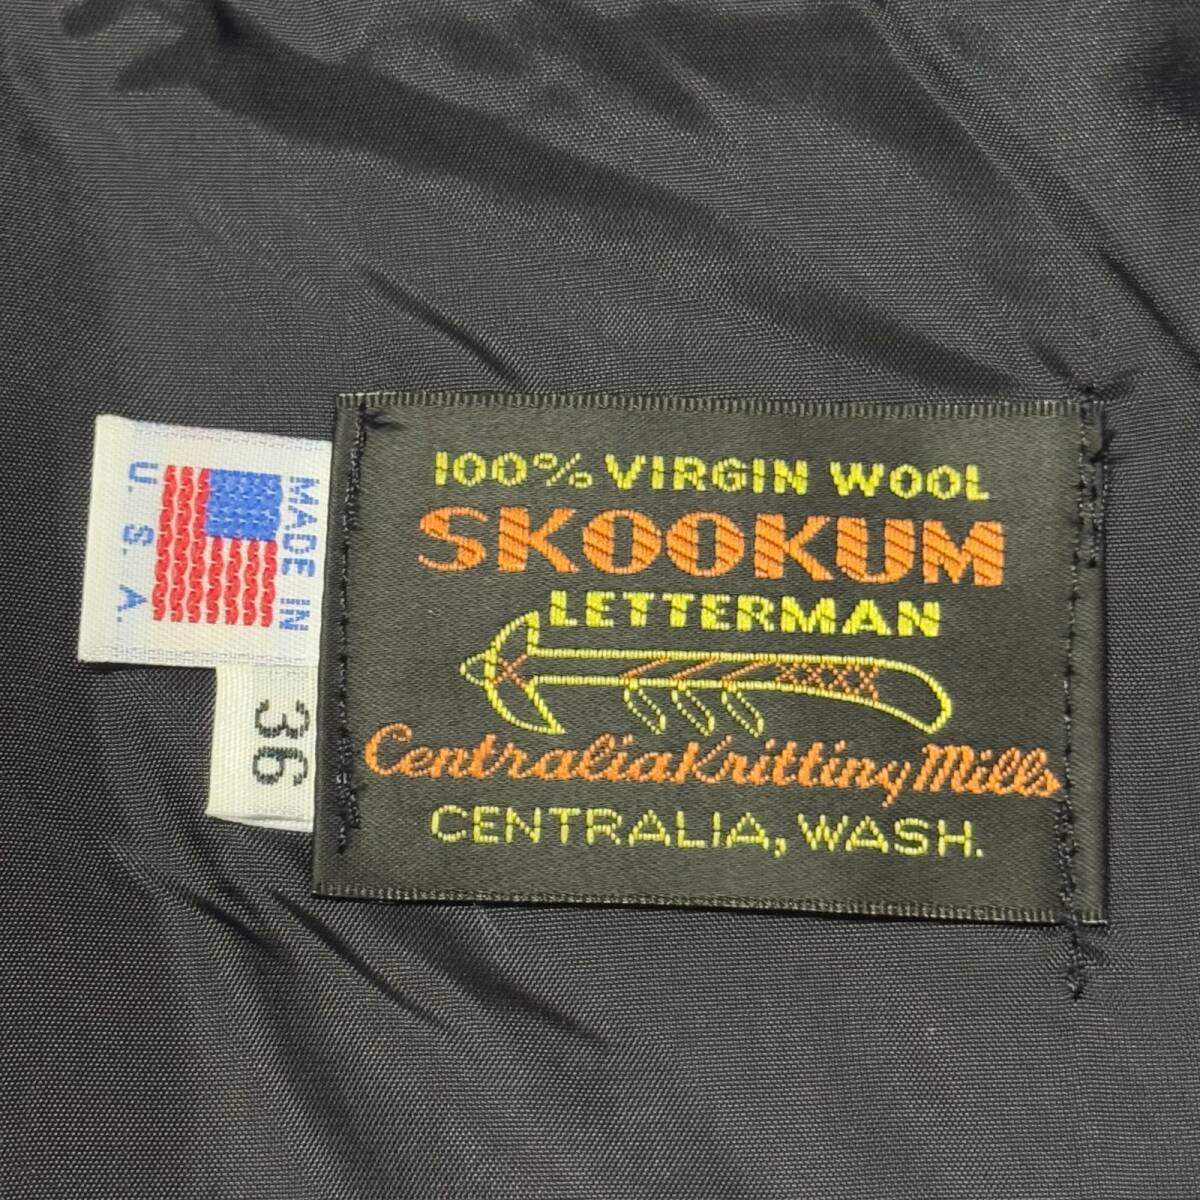 100% VIRGIN WOOL
SKOOKUM
LETTERMAN
Centralia Knitting Mills
CENTRALIA, WASH.
MADE IN
U. S. A.
36